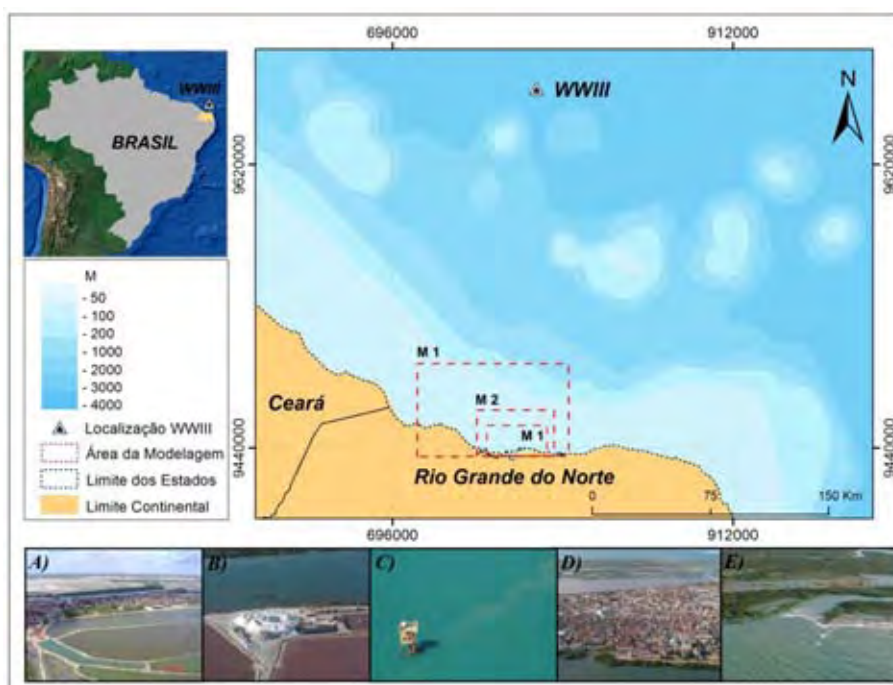 WWIII
BRASIL
M
- 50
- 100
- 200
- 1000
- 2000
- 3000
- 4000
Localização WWIII
Área da Modelagem
Limite dos Estados
Limite Continental
696000
912000
N
WWIII
9620000
9620000
M 1
M 2
M 1
Ceará
9440000
9440000
Rio Grande do Norte
0
75
150 Km
696000
912000
A)
B)
C)
D)
E)